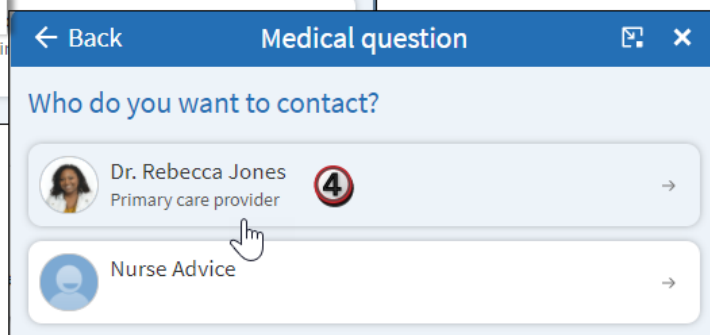 Back
Medical question
Who do you want to contact?
Dr. Rebecca Jones
4
Primary care provider
Nurse Advice